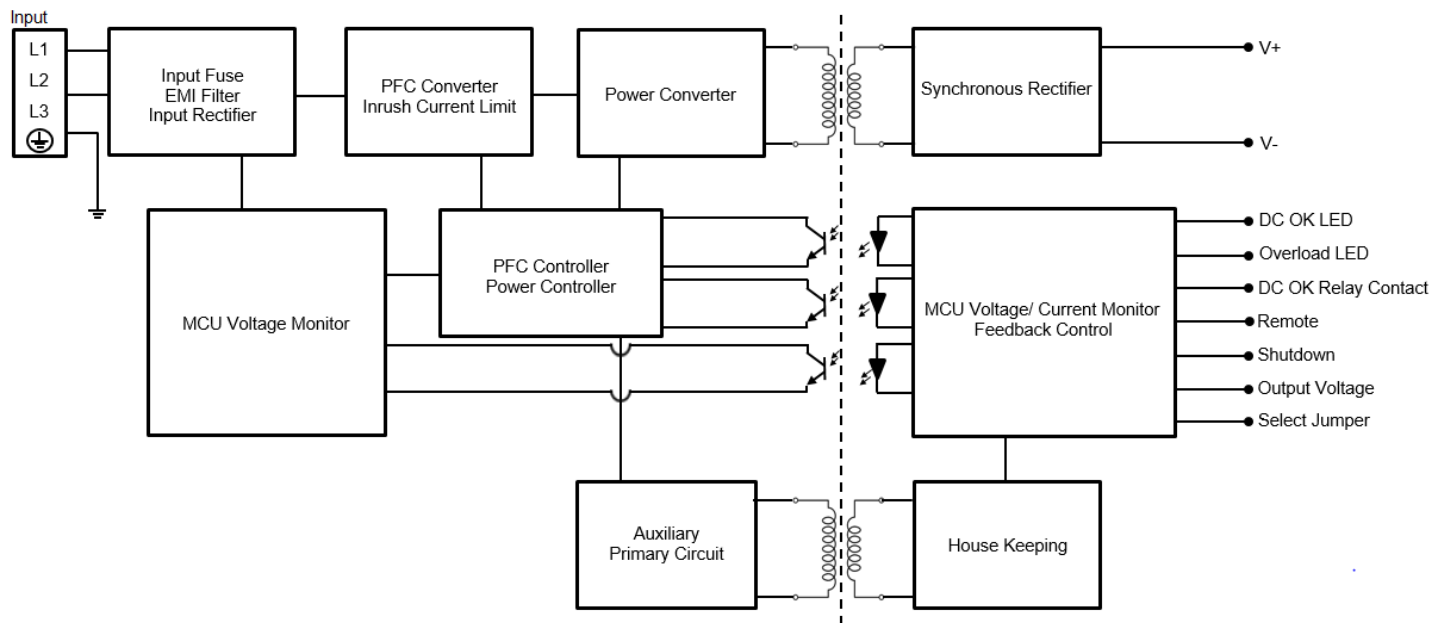 Input
L1
L2
L3
Input Fuse
EMI Filter
Input Rectifier
PFC Converter
Inrush Current Limit
Power Converter
Synchronous Rectifier
V+
V-
MCU Voltage Monitor
PFC Controller
Power Controller
MCU Voltage/ Current Monitor
Feedback Control
DC OK LED
Overload LED
DC OK Relay Contact
Remote
Shutdown
Output Voltage
Select Jumper
Auxiliary
Primary Circuit
House Keeping